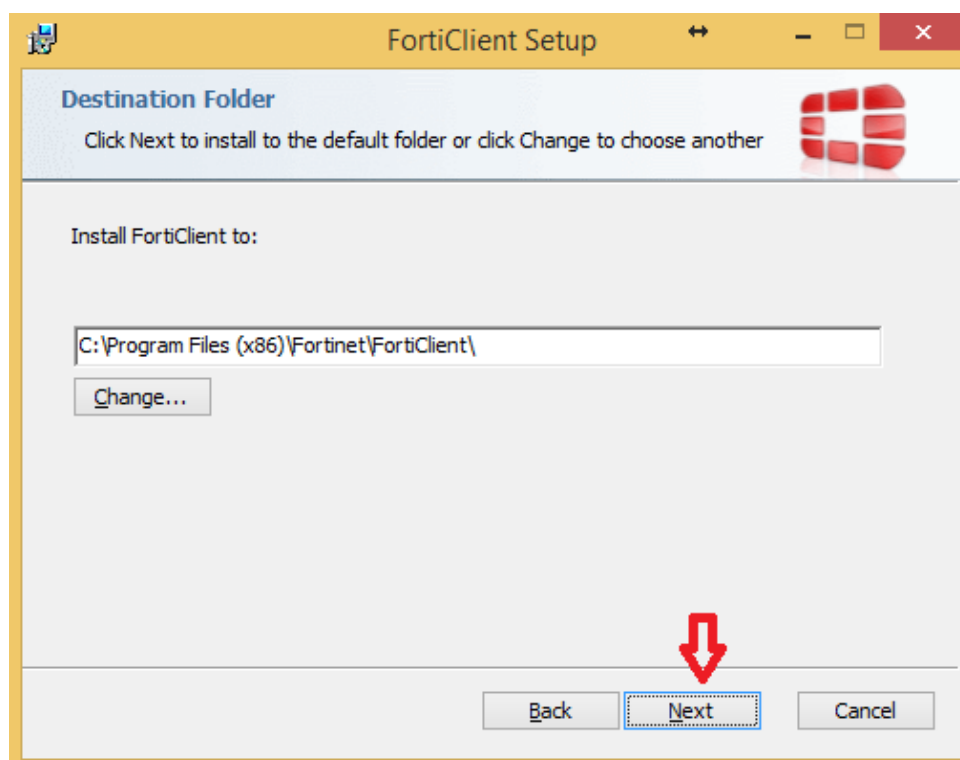 FortiClient Setup
Destination Folder
Click Next to install to the default folder or click Change to choose another
Install FortiClient to:
C:\Program Files (x86)\Fortinet\FortiClient\
Change...
Back Next Cancel